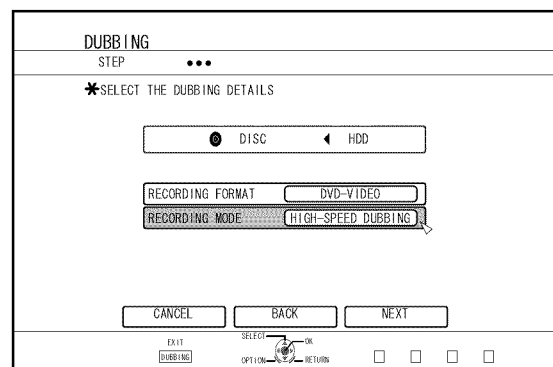 DUBBING
STEP
SELECT THE DUBBING DETAILS
DISC HDD
RECORDING FORMAT DVD-VIDEO
RECORDING MODE HIGH-SPEED DUBBING
CANCEL BACK NEXT
EXIT SELECT OK
DUBBING OPTION RETURN